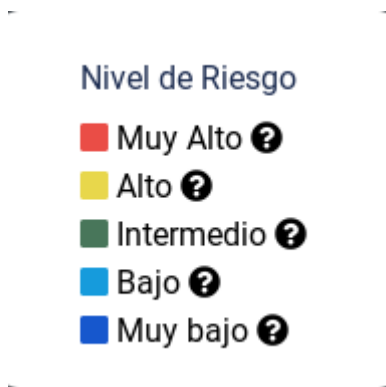 Nivel de Riesgo
Muy Alto ?
Alto ?
Intermedio ?
Bajo ?
Muy bajo ?